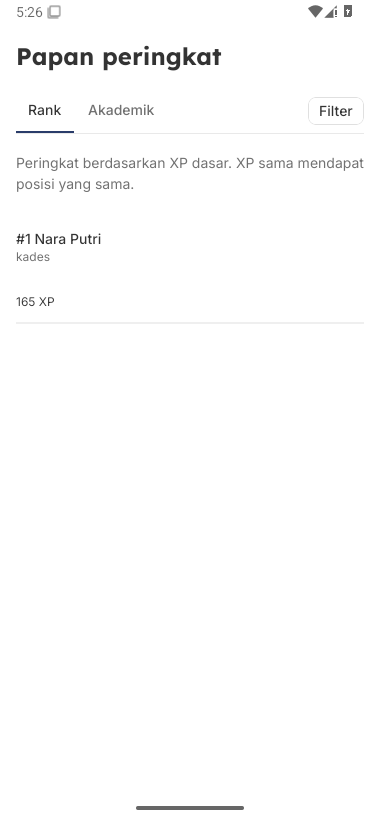 5:26
Papan peringkat
Rank
Akademik
Filter
Peringkat berdasarkan XP dasar. XP sama mendapat
posisi yang sama.
#1 Nara Putri
kades
165 XP